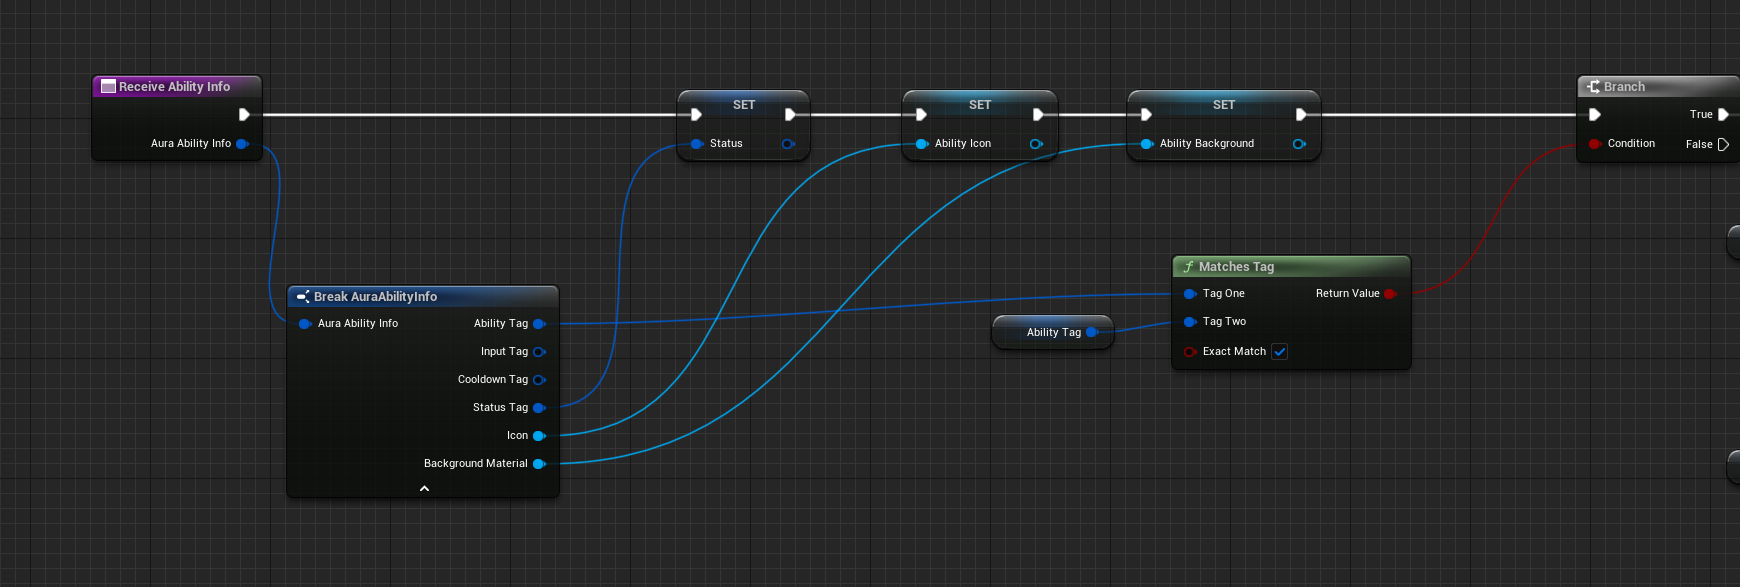 Receive Ability Info
Aura Ability Info
SET
Status
SET
Ability Icon
SET
Ability Background
Branch
True
Condition
False
Break AuraAbilityInfo
Aura Ability Info
Ability Tag
Input Tag
Cooldown Tag
Status Tag
Icon
Background Material
Ability Tag
Matches Tag
Tag One
Return Value
Tag Two
Exact Match